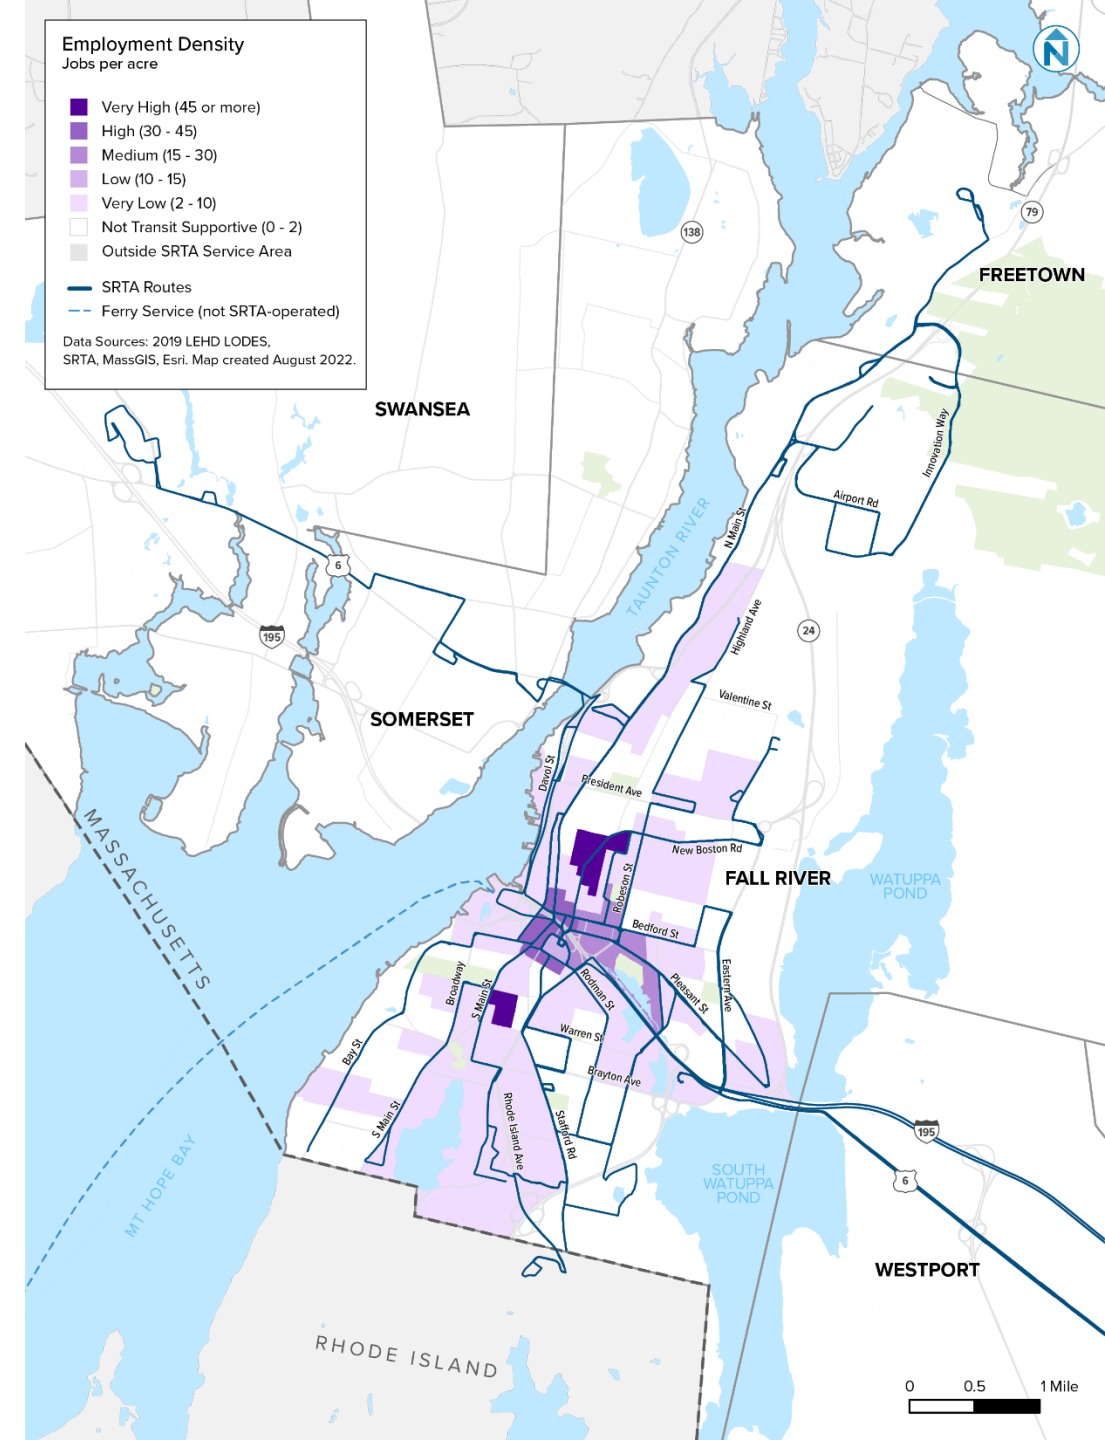 Employment Density
Jobs per acre
Very High (45 or more)
High (30 - 45)
Medium (15 - 30)
Low (10 - 15)
Very Low (2 - 10)
Not Transit Supportive (0 - 2)
Outside SRTA Service Area
SRTA Routes
Ferry Service (not SRTA-operated)
Data Sources: 2019 LEHD LODES,
SRTA, MassGIS, Esri. Map created August 2022.
N
138
79
FREETOWN
SWANSEA
Innovation Way
Airport Rd
N Main St
TAUNTON RIVER
6
195
24
Highland Ave
Valentine St
SOMERSET
Davol St
President Ave
MASSACHUSETTS
New Boston Rd
Robeson St
FALL RIVER
WATUPPA
POND
Bedford St
Broadway
S Main St
Rodman St
Pleasant St
Eastern Ave
Warren St
Bay St
Brayton Ave
S Main St
Rhode Island Ave
Stafford Rd
195
6
MT HOPE BAY
SOUTH
WATUPPA
POND
WESTPORT
RHODE ISLAND
0 0.5 1 Mile